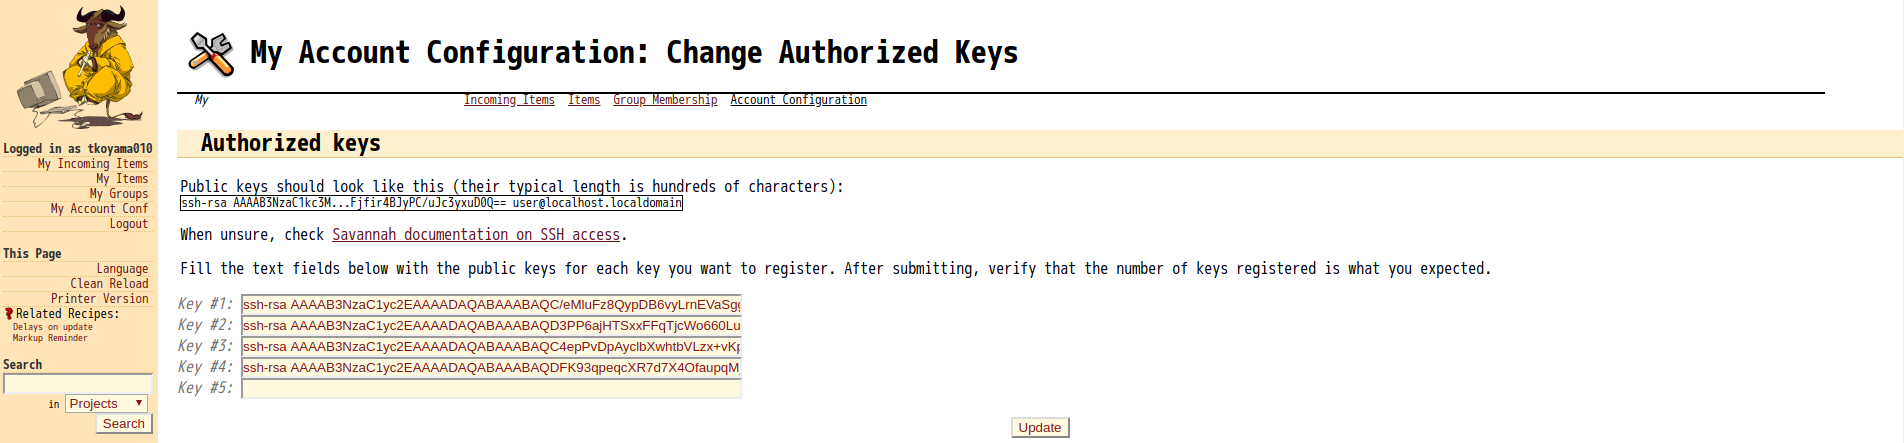 My Account Configuration: Change Authorized Keys
My Incoming Items Items Group Membership Account Configuration
Logged in as tkoyama010
My Incoming Items
My Items
My Groups
My Account Conf
Logout
This Page
Language
Clean Reload
Printer Version
Related Recipes:
Delays on update
Markup Reminder
Search
in Projects
Search
Authorized keys
Public keys should look like this (their typical length is hundreds of characters):
ssh-rsa AAAAB3NzaC1kc3M...Fjfir4BJyPC/uJc3yxuD0Q== user@localhost.localdomain
When unsure, check Savannah documentation on SSH access.
Fill the text fields below with the public keys for each key you want to register. After submitting, verify that the number of keys registered is what you expected.
Key #1: ssh-rsa AAAAB3NzaC1yc2EAAAADAQABAAABAQC/eMluFz8QypDB6vyLrnEVaSgg
Key #2: ssh-rsa AAAAB3NzaC1yc2EAAAADAQABAAABAQD3PP6ajHTSxxFFqTjcWo660Lu
Key #3: ssh-rsa AAAAB3NzaC1yc2EAAAADAQABAAABAQC4epPvDpAyclbXwhtbVLzx+vKp
Key #4: ssh-rsa AAAAB3NzaC1yc2EAAAADAQABAAABAQDFK93qpeqcXR7d7X4OfaupqM
Key #5:
Update